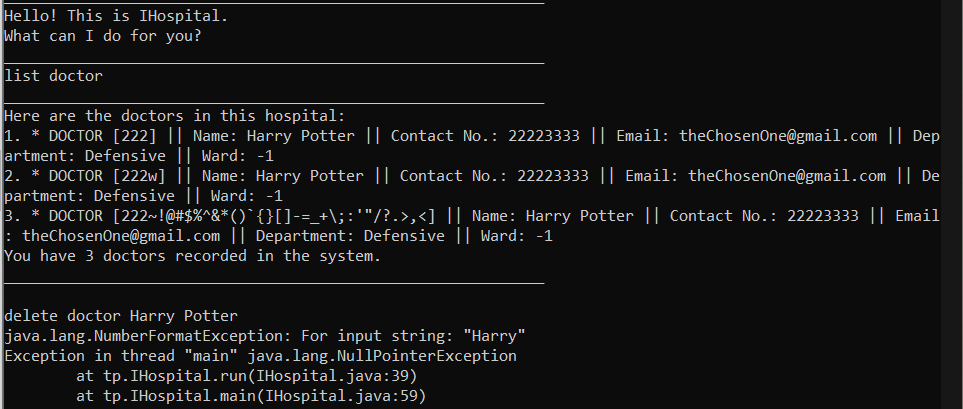 Hello! This is IHospital.
What can I do for you?
list doctor
Here are the doctors in this hospital:
1. * DOCTOR [222] || Name: Harry Potter || Contact No.: 22223333 || Email: theChosenOne@gmail.com || Dep
artment: Defensive || Ward: -1
2. * DOCTOR [222w] || Name: Harry Potter || Contact No.: 22223333 || Email: theChosenOne@gmail.com || De
partment: Defensive || Ward: -1
3. * DOCTOR [222~!@#$%^&*()`{}[]-=_+\;:'"/?.>,<] || Name: Harry Potter || Contact No.: 22223333 || Email
: theChosenOne@gmail.com || Department: Defensive || Ward: -1
You have 3 doctors recorded in the system.
delete doctor Harry Potter
java.lang.NumberFormatException: For input string: "Harry"
Exception in thread "main" java.lang.NullPointerException
        at tp.IHospital.run(IHospital.java:39)
        at tp.IHospital.main(IHospital.java:59)